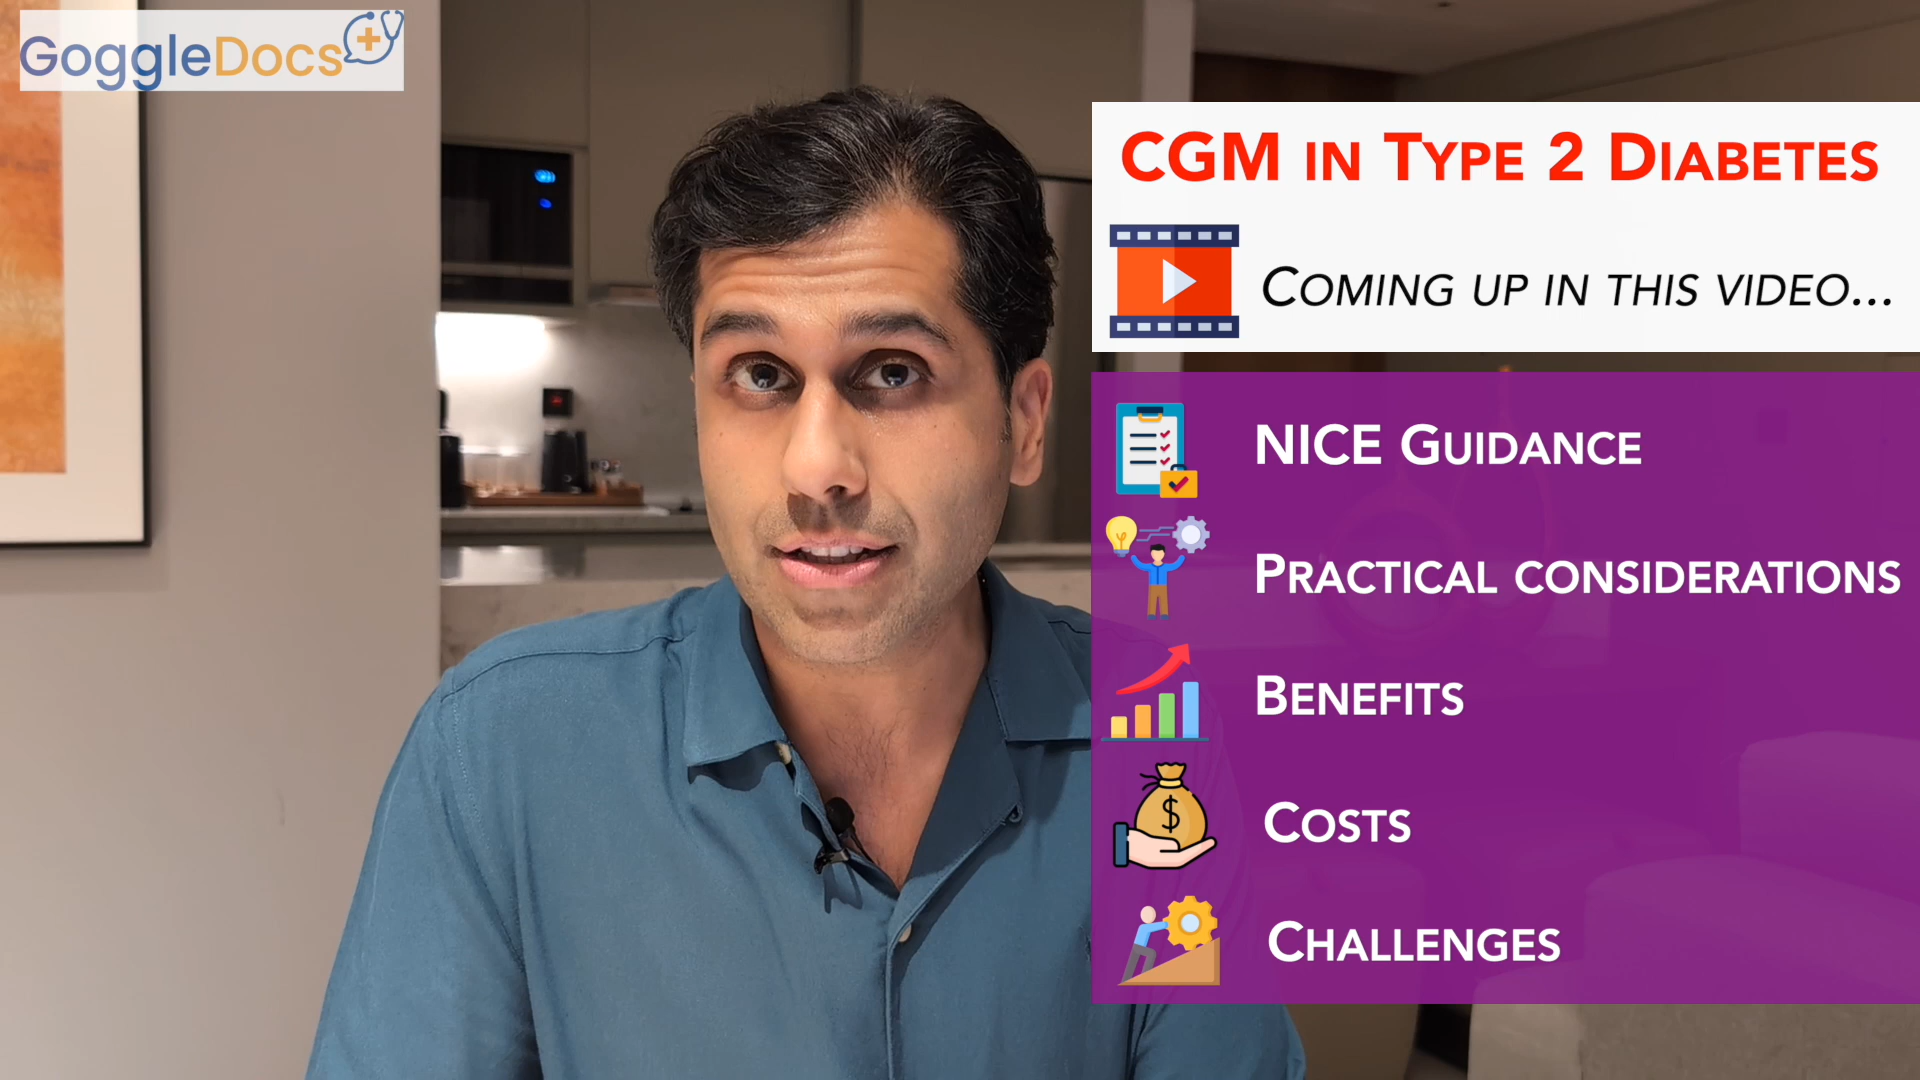 GoggleDocs
CGM in Type 2 Diabetes
Coming up in this video...
NICE Guidance
Practical considerations
Benefits
Costs
Challenges